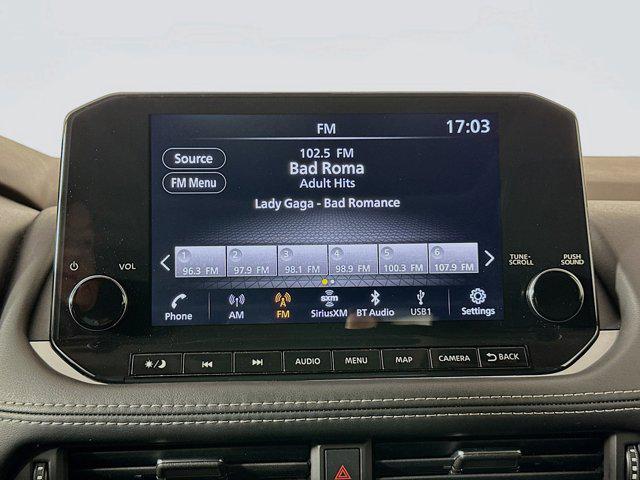 FM
17:03
Source
FM Menu
102.5 FM
Bad Roma
Adult Hits
Lady Gaga - Bad Romance
1 2 3 4 5 6
96.3 FM 97.9 FM 98.1 FM 98.9 FM 100.3 FM 107.9 FM
Phone AM FM SiriusXM BT Audio USB1 Settings
sxm
VOL
TUNE-
SCROLL
PUSH
SOUND
AUDIO MENU MAP CAMERA BACK